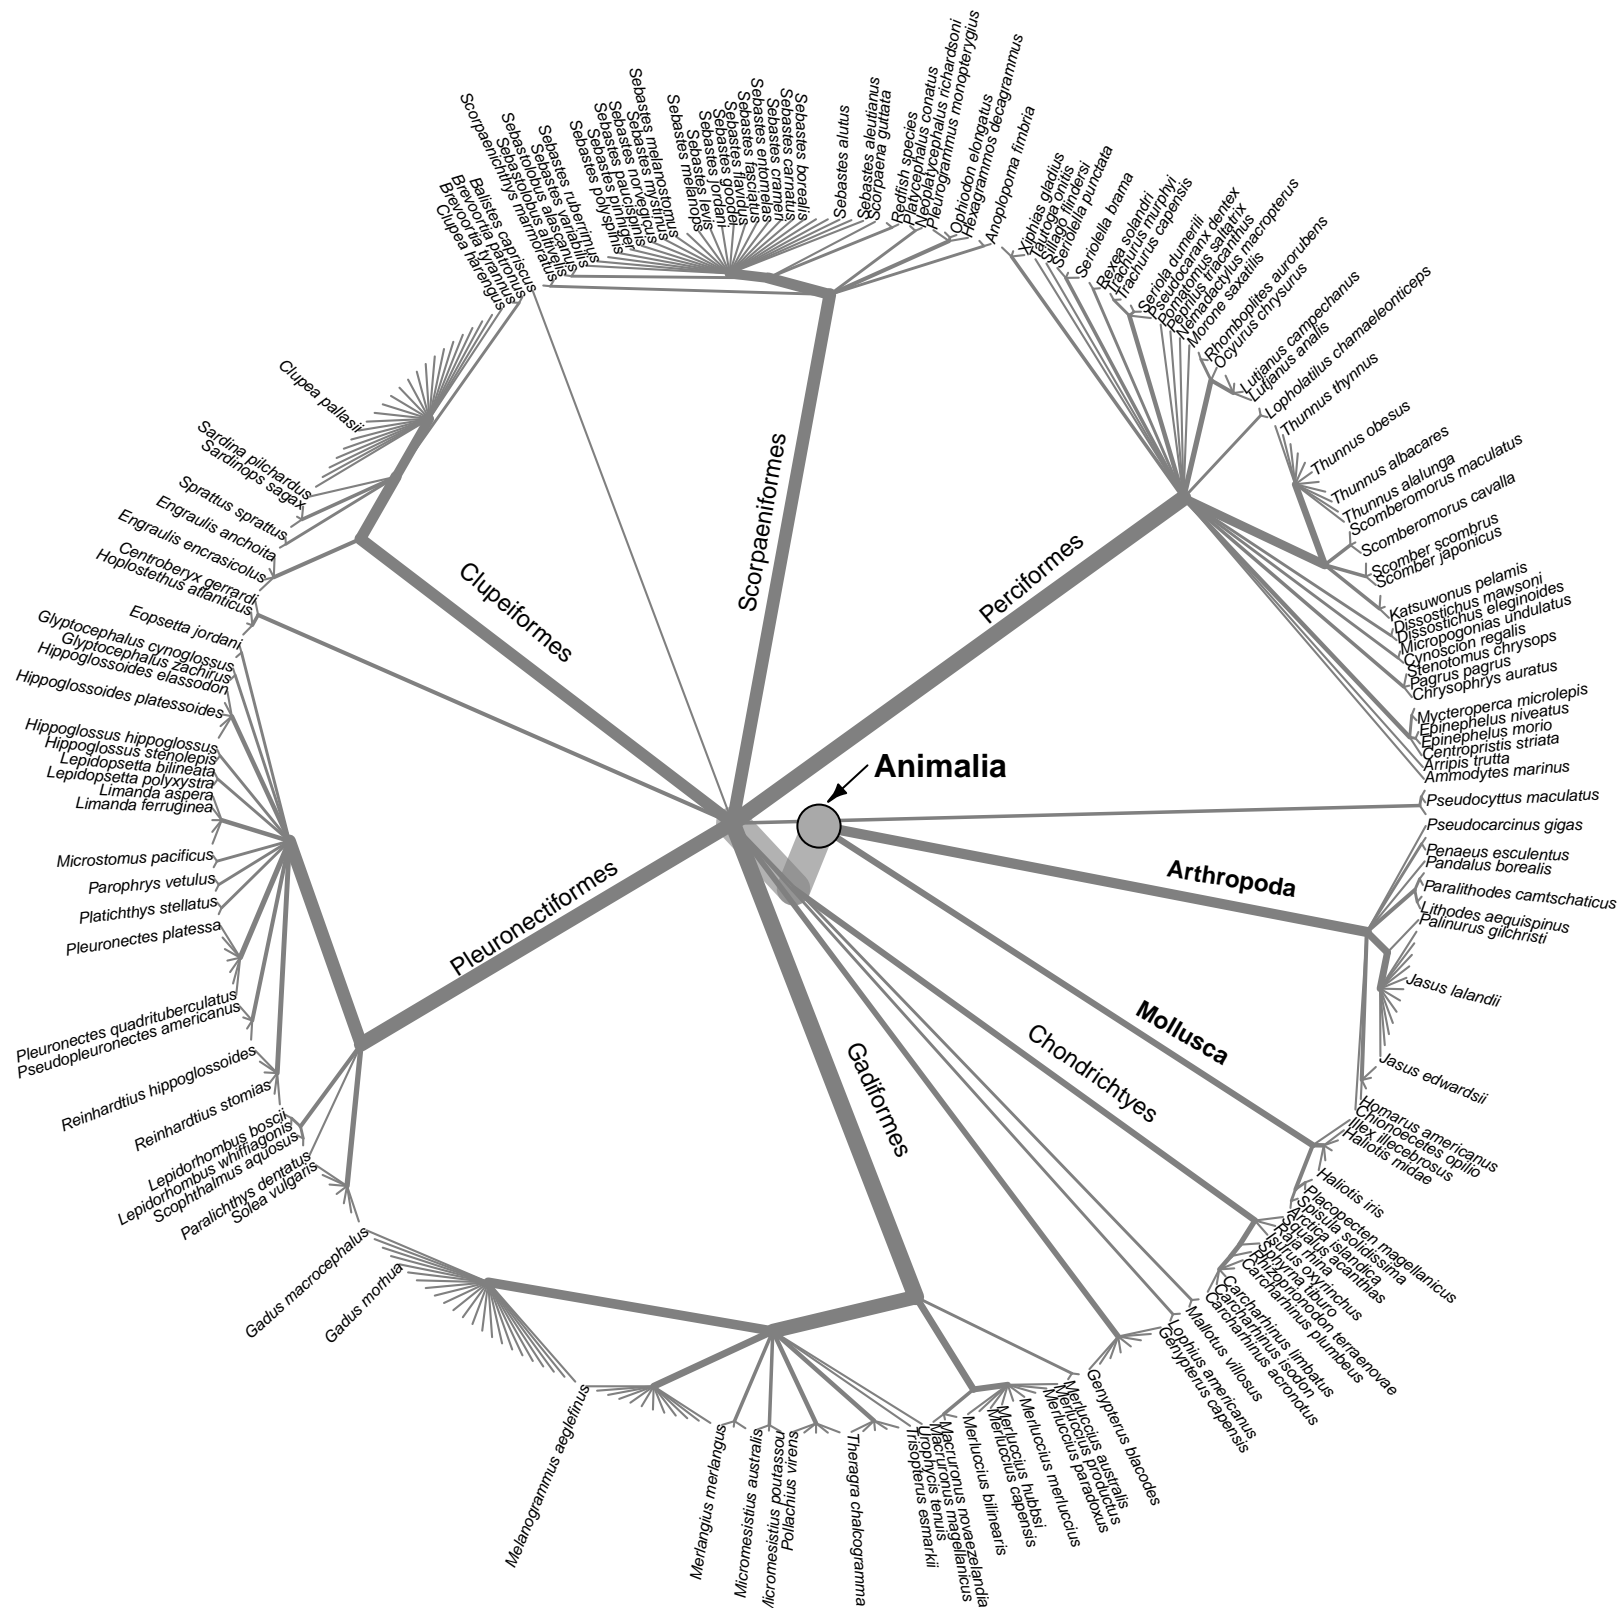 Animalia
Arthropoda
Mollusca
Chondrichtyes
Gadiformes
Pleuronectiformes
Clupeiformes
Scorpaeniformes
Perciformes
Clupea harengus
Brevoortia tyrannus
Brevoortia patronus
Balistes capriscus
Scorpaenichthys marmoratus
Sebastolobus altivelis
Sebastolobus alascanus
Sebastes variabilis
Sebastes ruberrimus
Sebastes polyspinis
Sebastes pinniger
Sebastes paucispinis
Sebastes norvegicus
Sebastes mystinus
Sebastes melanostomus
Sebastes melanops
Sebastes levis
Sebastes jordani
Sebastes goodei
Sebastes flavidus
Sebastes fasciatus
Sebastes entomelas
Sebastes crameri
Sebastes carnatus
Sebastes borealis
Sebastes alutus
Sebastes aleutianus
Scorpaena guttata
Redfish species
Platycephalus conatus
Neoplatycephalus richardsoni
Pleurogrammus monopterygius
Ophiodon elongatus
Hexagrammos decagrammus
Anoplopoma fimbria
Xiphias gladius
Tautoga onitis
Sillago flindersi
Seriolella punctata
Seriolella brama
Rexea solandri
Trachurus murphyi
Trachurus capensis
Seriola dumerili
Pseudocaranx dentex
Pomatomus saltatrix
Peprilus triacanthus
Nemadactylus macropterus
Morone saxatilis
Rhomboplites aurorubens
Ocyurus chrysurus
Lutjanus campechanus
Lutjanus analis
Lopholatilus chamaeleonticeps
Thunnus thynnus
Thunnus obesus
Thunnus albacares
Thunnus alalunga
Scomberomorus maculatus
Scomberomorus cavalla
Scomber scombrus
Scomber japonicus
Katsuwonus pelamis
Dissostichus mawsoni
Dissostichus eleginoides
Micropogonias undulatus
Cynoscion regalis
Stenotomus chrysops
Pagrus pagrus
Chrysophrys auratus
Mycteroperca microlepis
Epinephelus niveatus
Epinephelus morio
Centropristis striata
Arripis trutta
Ammodytes marinus
Pseudocyttus maculatus
Pseudocarcinus gigas
Penaeus esculentus
Pandalus borealis
Paralithodes camtschaticus
Lithodes aequispinus
Palinurus gilchristi
Jasus lalandii
Jasus edwardsii
Homarus americanus
Chionoecetes opilio
Illex illecebrosus
Haliotis midae
Haliotis iris
Placopecten magellanicus
Spisula solidissima
Arctica islandica
Squalus acanthias
Raja rhina
Isurus oxyrinchus
Sphyrna tiburo
Rhizoprionodon terraenovae
Carcharhinus plumbeus
Carcharhinus limbatus
Carcharhinus isodon
Carcharhinus acronotus
Mallotus villosus
Lophius americanus
Genypterus capensis
Genypterus blacodes
Merluccius australis
Merluccius productus
Merluccius paradoxus
Merluccius merluccius
Merluccius hubbsi
Merluccius capensis
Merluccius bilinearis
Macruronus novaezelandia
Macruronus magellanicus
Urophycis tenuis
Trisopterus esmarkii
Theragra chalcogramma
Pollachius virens
Micromesistius poutassou
Micromesistius australis
Merlangius merlangus
Melanogrammus aeglefinus
Gadus morhua
Gadus macrocephalus
Solea vulgaris
Paralichthys dentatus
Scophthalmus aquosus
Lepidorhombus whiffiagonis
Lepidorhombus boscii
Reinhardtius stomias
Reinhardtius hippoglossoides
Pseudopleuronectes americanus
Pleuronectes quadrituberculatus
Pleuronectes platessa
Platichthys stellatus
Parophrys vetulus
Microstomus pacificus
Limanda ferruginea
Limanda aspera
Lepidopsetta polyxystra
Lepidopsetta bilineata
Hippoglossus stenolepis
Hippoglossus hippoglossus
Hippoglossoides platessoides
Hippoglossoides elassodon
Glyptocephalus zachirus
Glyptocephalus cynoglossus
Eopsetta jordani
Hoplostethus atlanticus
Centroberyx gerrardi
Engraulis encrasicolus
Engraulis anchoita
Sprattus sprattus
Sardinops sagax
Sardina pilchardus
Clupea pallasii